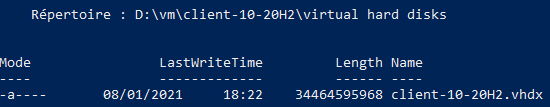 Répertoire : D:\vm\client-10-20H2\virtual hard disks
Mode LastWriteTime Length Name
---- ------------- ------ ----
-a---- 08/01/2021 18:22 34464595968 client-10-20H2.vhdx